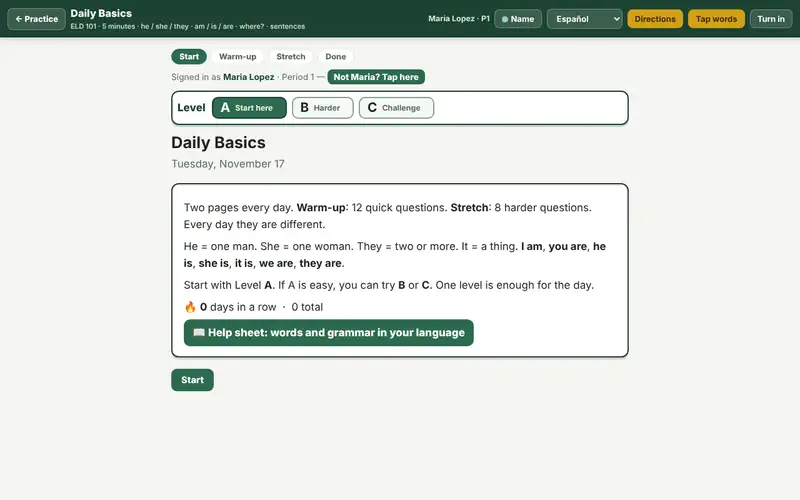 ← Practice
Daily Basics
ELD 101 · 5 minutes · he / she / they · am / is / are · where? · sentences
Maria Lopez · P1
Name
Español
Directions
Tap words
Turn in
Start
Warm-up
Stretch
Done
Signed in as Maria Lopez · Period 1 — Not Maria? Tap here
Level
A Start here
B Harder
C Challenge
Daily Basics
Tuesday, November 17
Two pages every day. Warm-up: 12 quick questions. Stretch: 8 harder questions.
Every day they are different.
He = one man. She = one woman. They = two or more. It = a thing. I am, you are, he
is, she is, it is, we are, they are.
Start with Level A. If A is easy, you can try B or C. One level is enough for the day.
🔥 0 days in a row · 0 total
📖 Help sheet: words and grammar in your language
Start